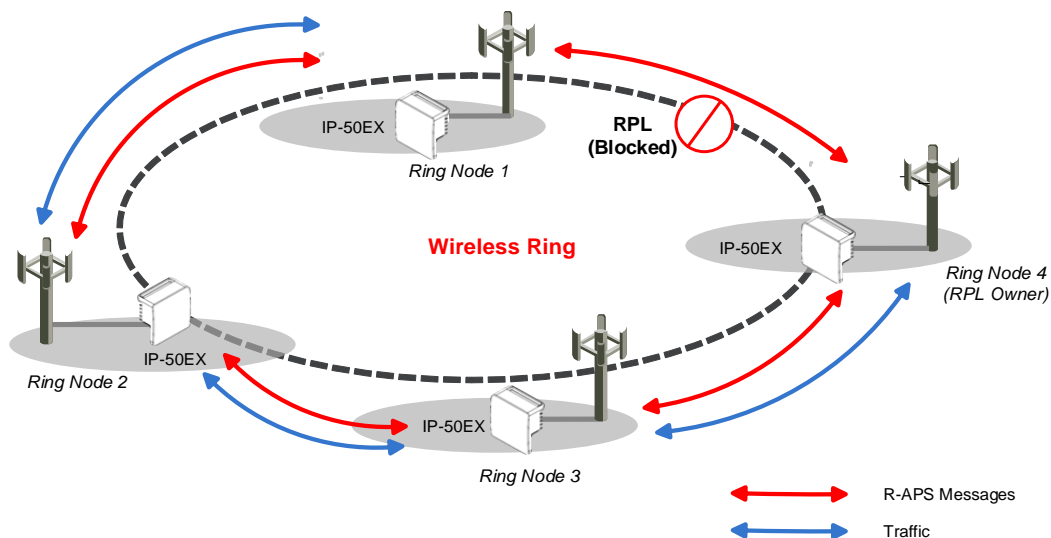 IP-50EX
Ring Node 1
RPL
(Blocked)
Wireless Ring
IP-50EX
Ring Node 4
(RPL Owner)
IP-50EX
Ring Node 2
IP-50EX
Ring Node 3
R-APS Messages
Traffic